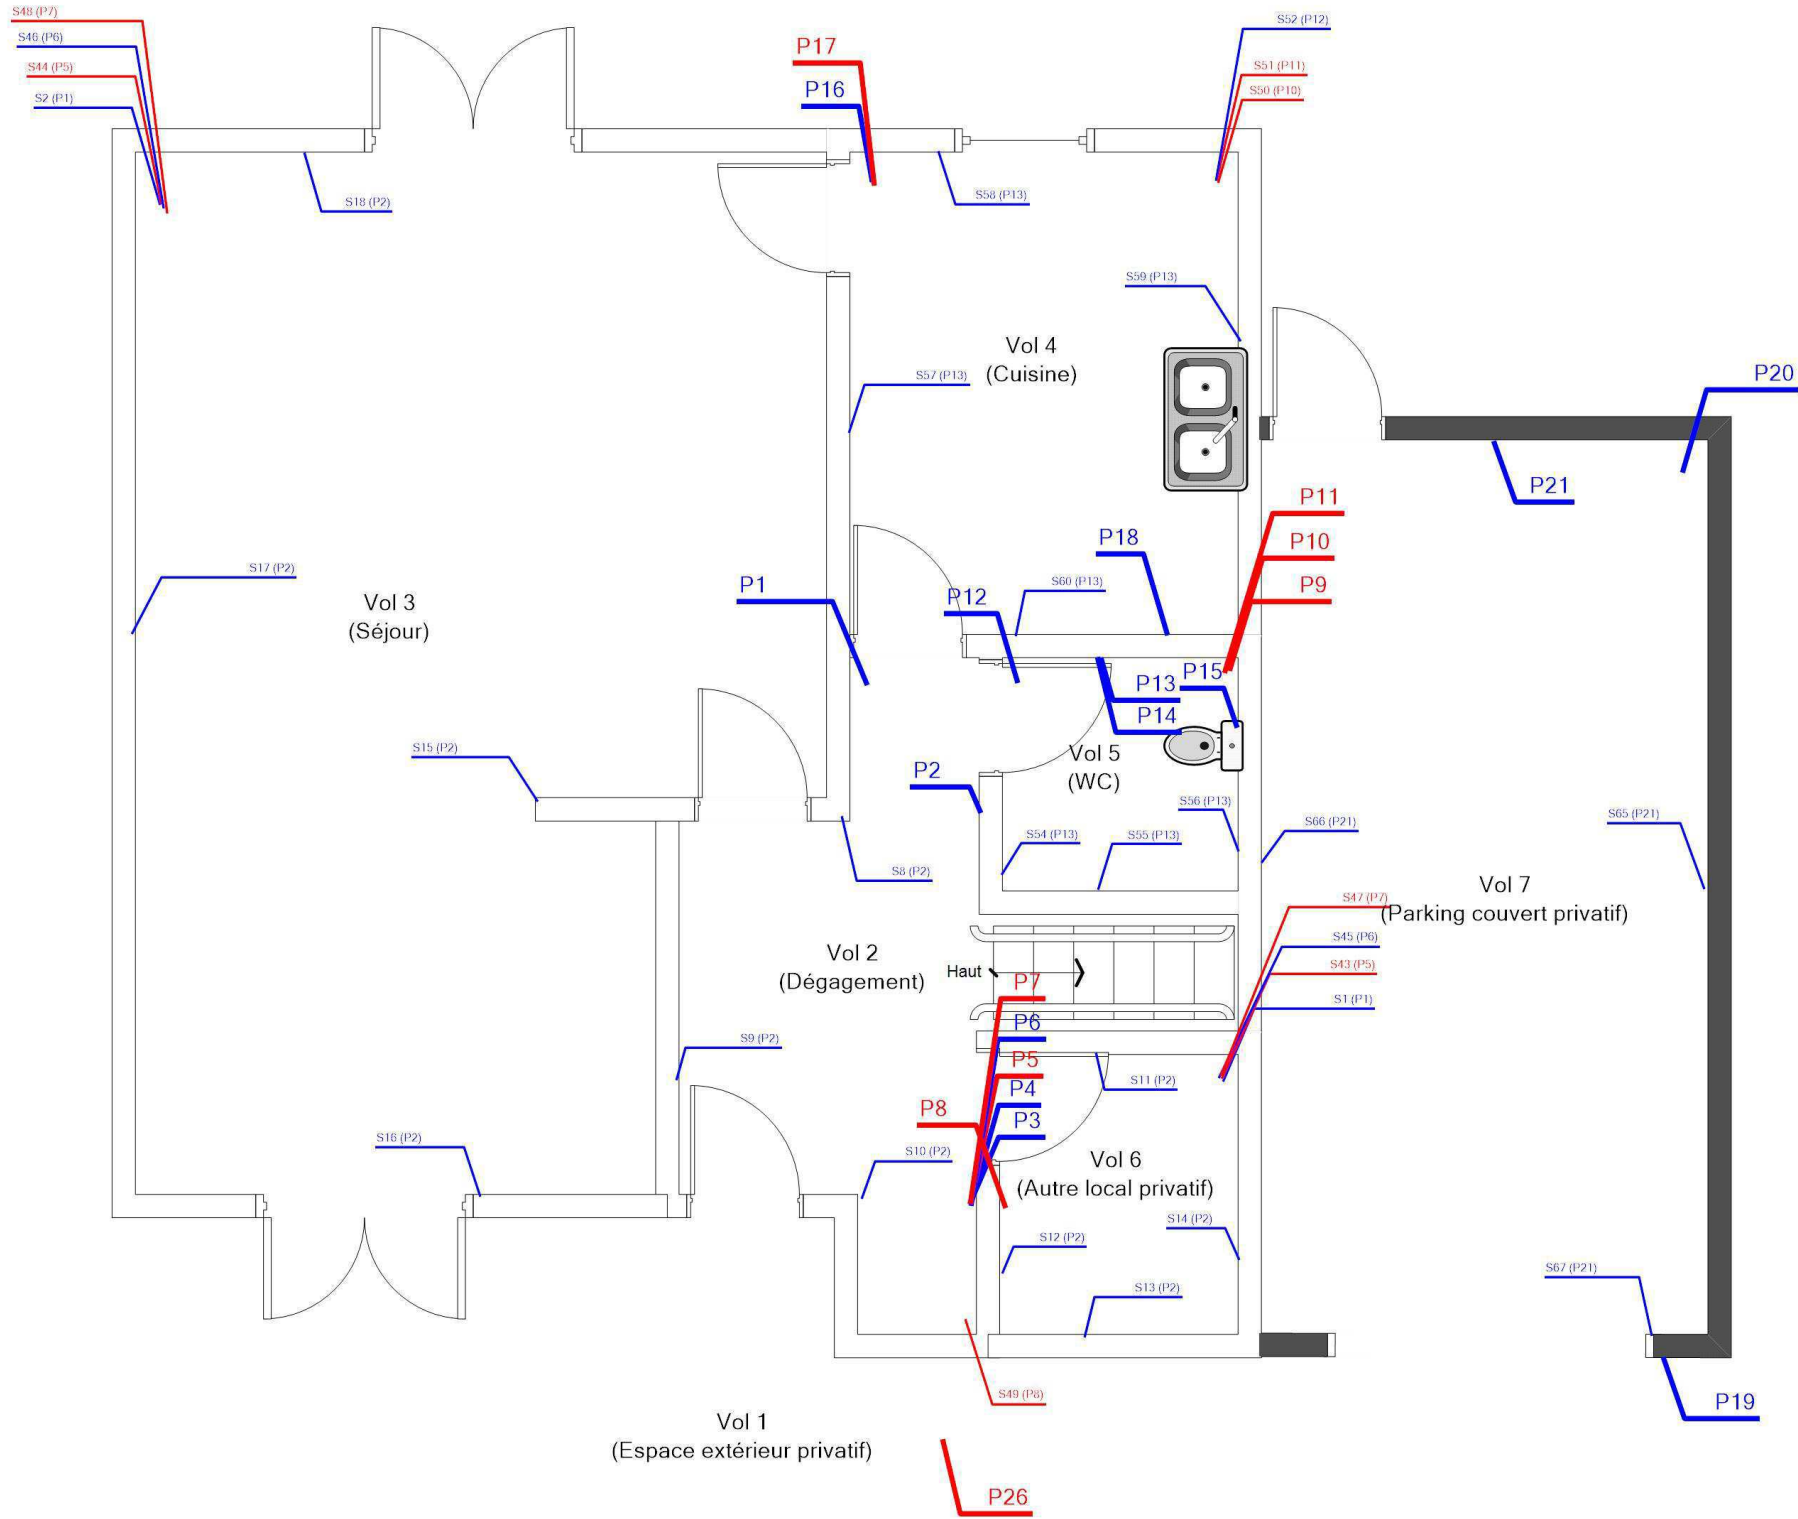 S48 (P7)
S46 (P6)
S44 (P5)
S2 (P1)
S52 (P12)
S51 (P11)
S50 (P10)
P17
P16
S18 (P2)
S58 (P13)
S59 (P13)
Vol 4
(Cuisine)
S57 (P13)
P20
P21
P11
P10
P9
P18
S60 (P13)
P12
P1
S17 (P2)
Vol 3
(Séjour)
P15
P13
P14
Vol 5
(WC)
S15 (P2)
P2
S56 (P13)
S54 (P13)
S55 (P13)
S66 (P21)
S65 (P21)
S8 (P2)
Vol 7
(Parking couvert privatif)
S47 (P7)
S45 (P6)
S43 (P5)
S1 (P1)
Vol 2
(Dégagement)
Haut
P7
P6
P5
P4
P3
P8
S9 (P2)
S11 (P2)
S16 (P2)
S10 (P2)
Vol 6
(Autre local privatif)
S14 (P2)
S12 (P2)
S13 (P2)
S67 (P21)
S49 (P8)
P19
Vol 1
(Espace extérieur privatif)
P26